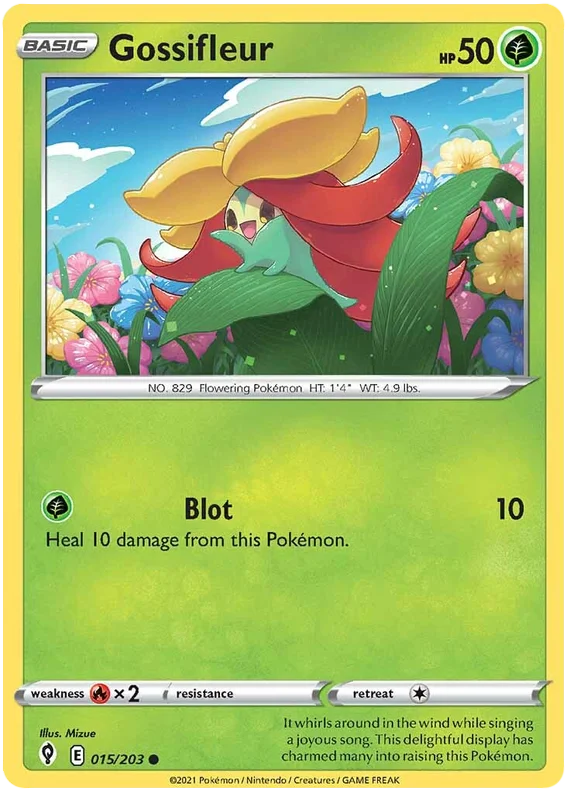 BASIC Gossifleur HP 50
NO. 829 Flowering Pokémon HT: 1'4" WT: 4.9 lbs.
Blot 10
Heal 10 damage from this Pokémon.
weakness ×2 resistance retreat
Illus. Mizue
It whirls around in the wind while singing
a joyous song. This delightful display has
charmed many into raising this Pokémon.
E 015/203
©2021 Pokémon / Nintendo / Creatures / GAME FREAK